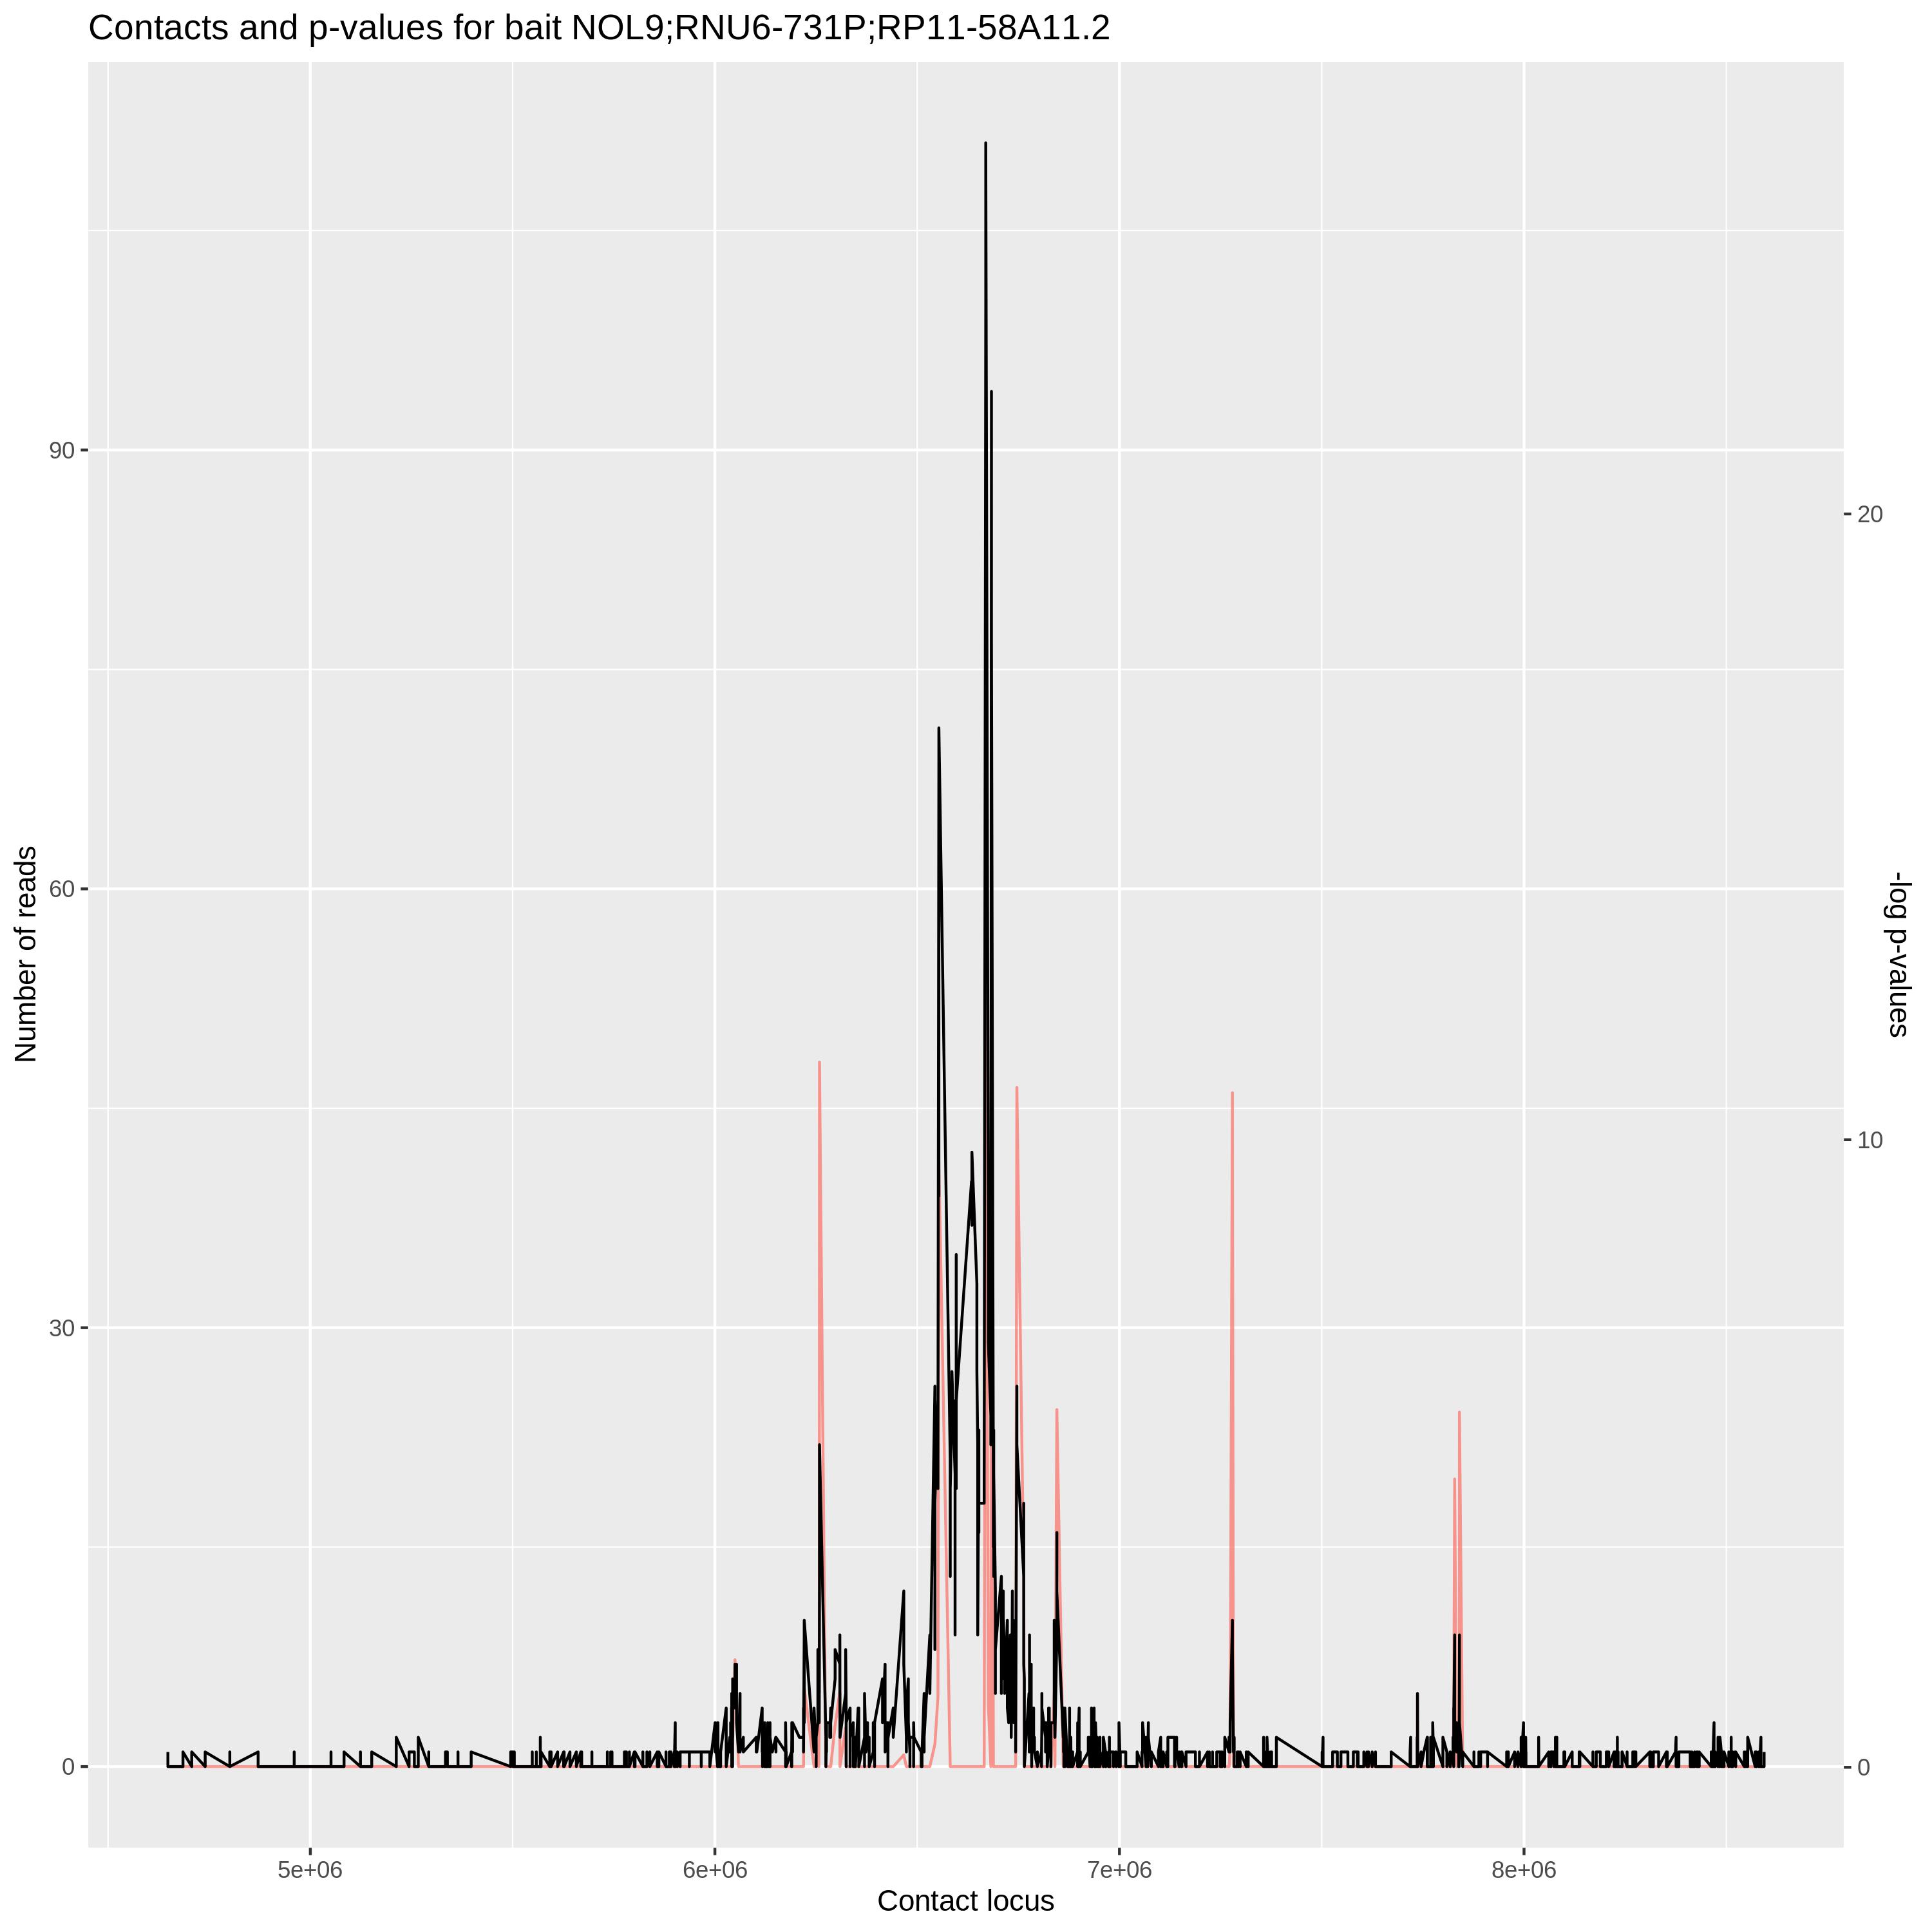 Contacts and p-values for bait NOL9;RNU6-731P;RP11-58A11.2
90
60
30
0
Number of reads
20
10
0
-log p-values
5e+06
6e+06
7e+06
8e+06
Contact locus